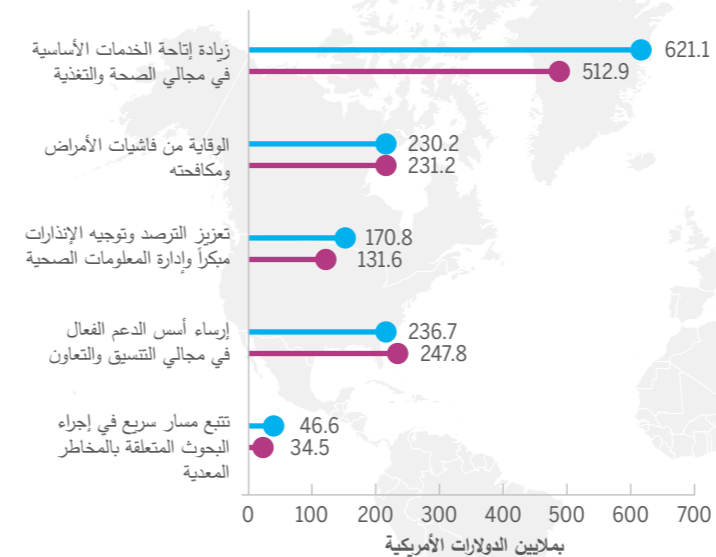 زيادة إتاحة الخدمات الأساسية
في مجالي الصحة والتغذية
621.1
512.9
الوقاية من فاشيات الأمراض
ومكافحته
230.2
231.2
تعزيز الترصد وتوجيه الإنذارات
مبكراً وإدارة المعلومات الصحية
170.8
131.6
إرساء أسس الدعم الفعال
في مجالي التنسيق والتعاون
236.7
247.8
تتبع مسار سريع في إجراء
البحوث المتعلقة بالمخاطر
المعدية
46.6
34.5
0 100 200 300 400 500 600 700
بملايين الدولارات الأمريكية